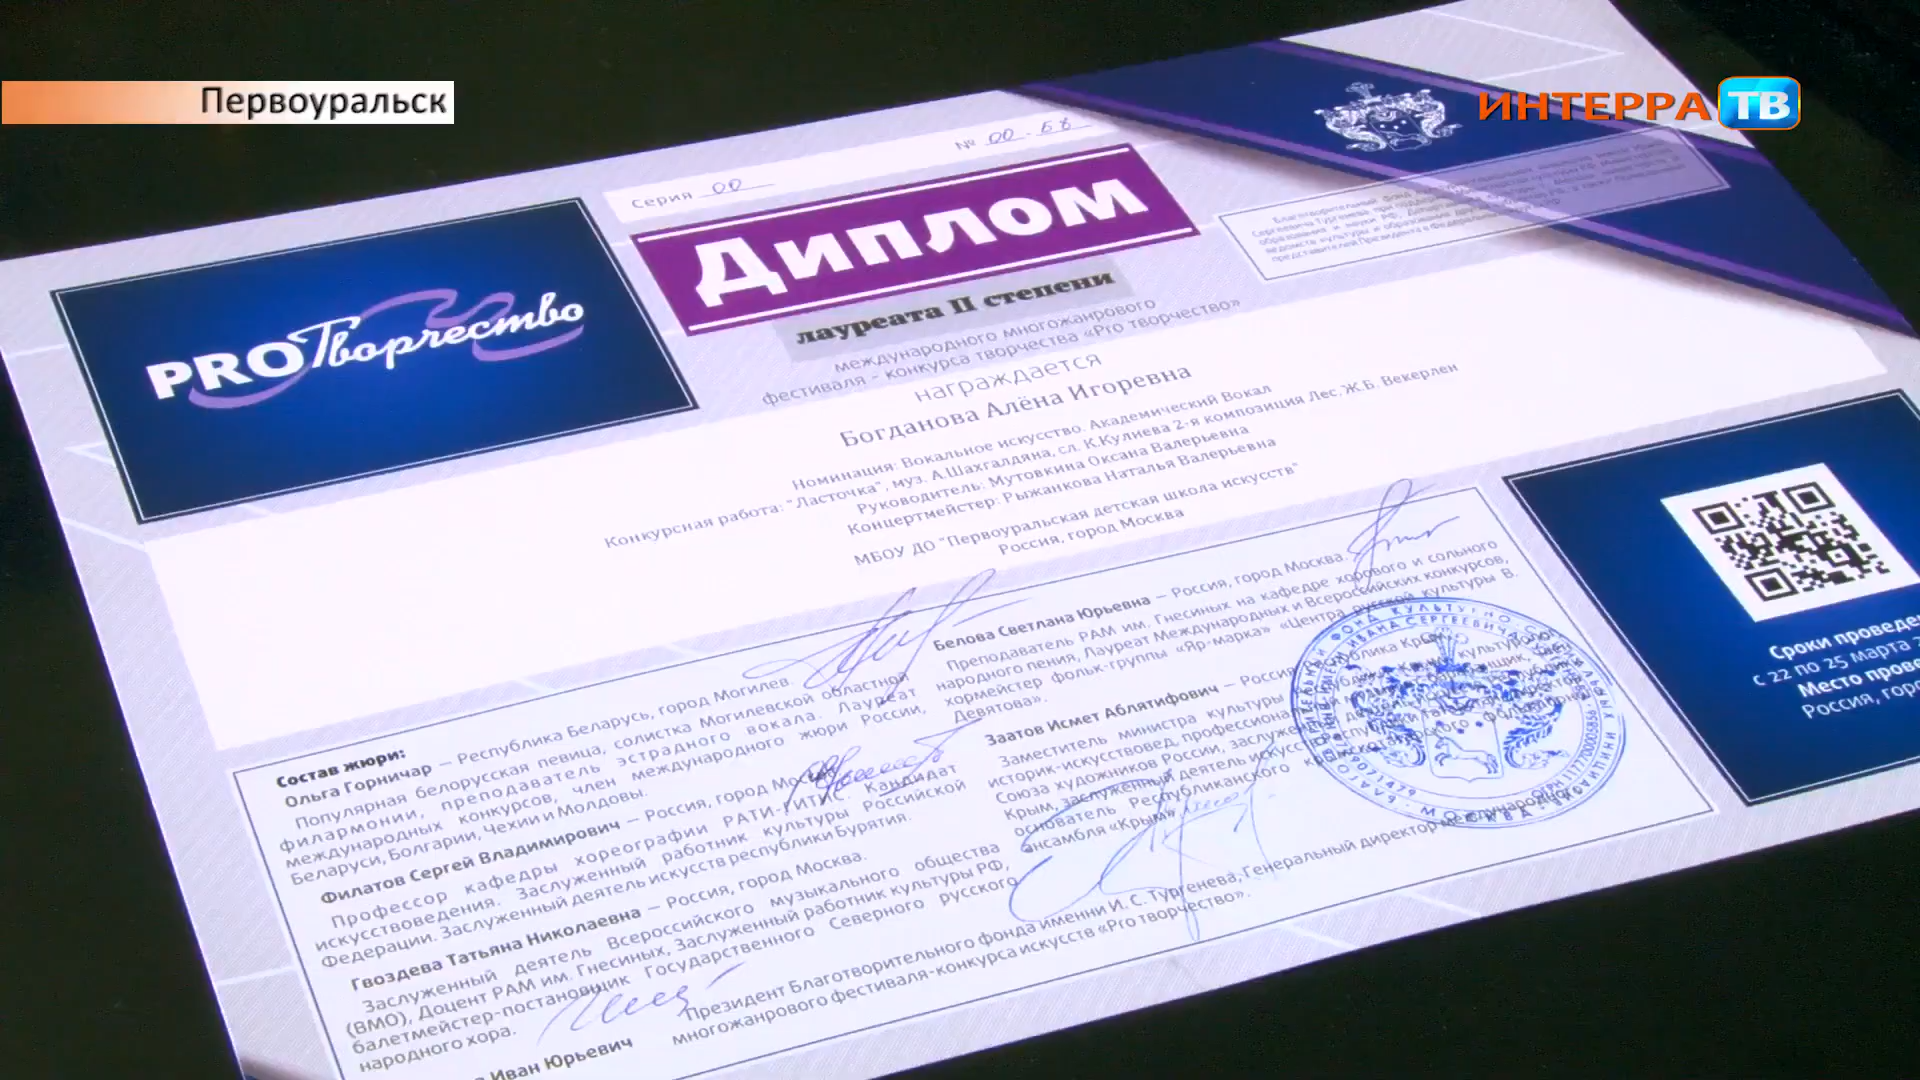 Первоуральск
ИНТЕРРА ТВ
Серия 00
№ 00-58
PRO Творчество
Диплом
лауреата II степени
международного многожанрового
фестиваля - конкурса творчества «Pro творчество»
награждается
Богданова Алёна Игоревна
Номинация: Вокальное искусство. Академический Вокал
Конкурсная работа: "Ласточка", муз. А.Шахгалдяна, сл. К.Кулиева 2-я композиция Лес, Ж.Б. Векерлен
Руководитель: Мутовкина Оксана Валерьевна
Концертмейстер: Рыжанкова Наталья Валерьевна
МБОУ ДО "Первоуральская детская школа искусств"
Россия, город Москва
Состав жюри:
Ольга Горничар — Республика Беларусь, город Могилев.
Популярная белорусская певица, солистка Могилевской областной
филармонии, преподаватель эстрадного вокала. Лауреат
международных конкурсов, член международного жюри России,
Беларуси, Болгарии, Чехии и Молдовы.
Филатов Сергей Владимирович — Россия, город Москва.
Профессор кафедры хореографии РАТИ-ГИТИС. Кандидат
искусствоведения. Заслуженный работник культуры Российской
Федерации. Заслуженный деятель искусств республики Бурятия.
Гвоздева Татьяна Николаевна — Россия, город Москва.
Заслуженный деятель Всероссийского музыкального общества
(ВМО), Доцент РАМ им. Гнесиных, Заслуженный работник культуры РФ,
балетмейстер-постановщик Государственного Северного русского
народного хора.
Иван Юрьевич
Белова Светлана Юрьевна — Россия, город Москва.
Преподаватель РАМ им. Гнесиных на кафедре хорового и сольного
народного пения, Лауреат Международных и Всероссийских конкурсов,
хормейстер фольк-группы «Яр-марка» «Центра русской культуры В.
Девятова».
Заатов Исмет Аблятифович — Россия
Заместитель министра культуры
историк-искусствовед, профессионал
Союза художников России,
Крым, заслуженный деятель искусств
основатель Республиканского
ансамбля «Крым»
Президент Благотворительного фонда именни И. С. Тургенева, Генеральный директор международного
многожанрового фестиваля-конкурса искусств «Pro творчество».
Сроки проведен
с 22 по 25 марта 2
Место прове
Россия, горо